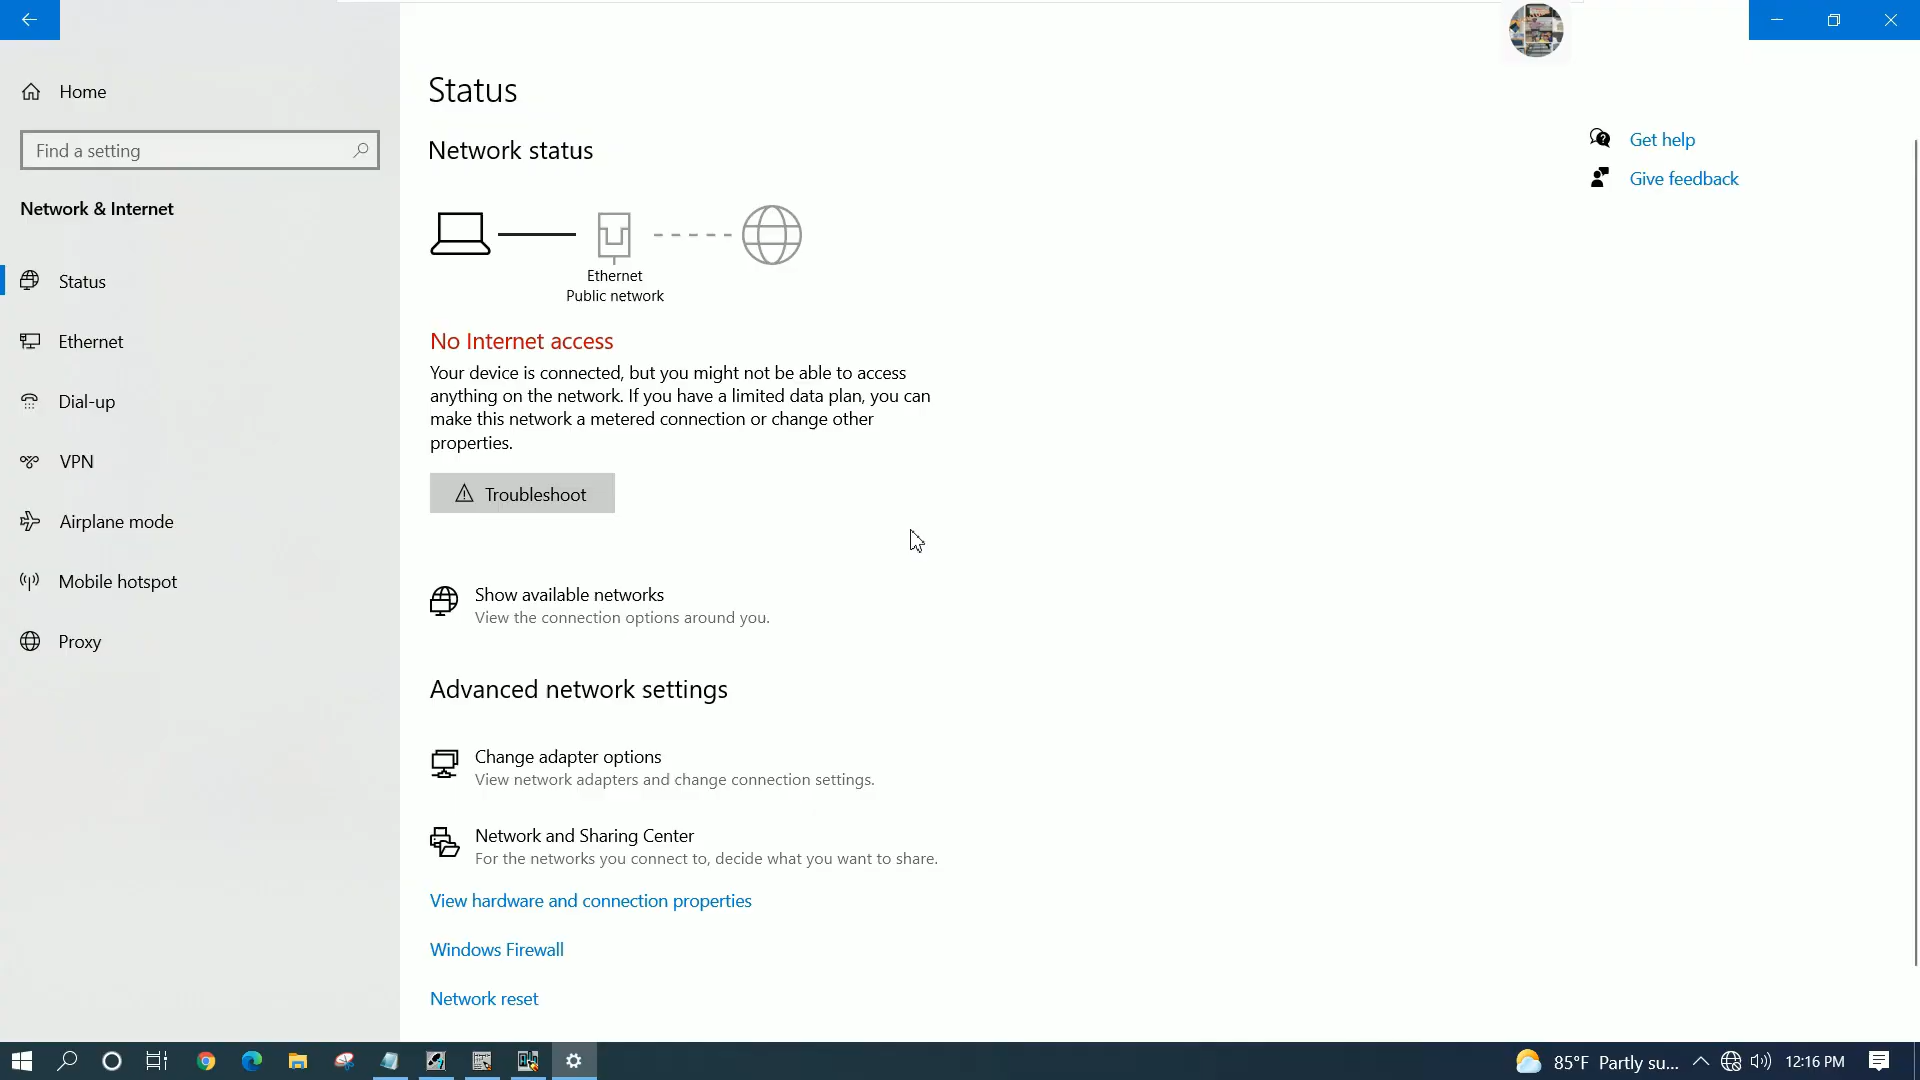 Home
Find a setting
Network & Internet
Status
Ethernet
Dial-up
VPN
Airplane mode
Mobile hotspot
Proxy
Status
Network status
Ethernet
Public network
No Internet access
Your device is connected, but you might not be able to access
anything on the network. If you have a limited data plan, you can
make this network a metered connection or change other
properties.
Troubleshoot
Show available networks
View the connection options around you.
Advanced network settings
Change adapter options
View network adapters and change connection settings.
Network and Sharing Center
For the networks you connect to, decide what you want to share.
View hardware and connection properties
Windows Firewall
Network reset
Get help
Give feedback
85°F Partly su...
12:16 PM